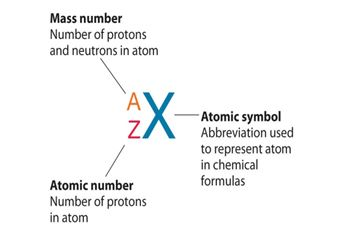 Mass number
Number of protons
and neutrons in atom
A
Z
X
Atomic symbol
Abbreviation used
to represent atom
in chemical
formulas
Atomic number
Number of protons
in atom